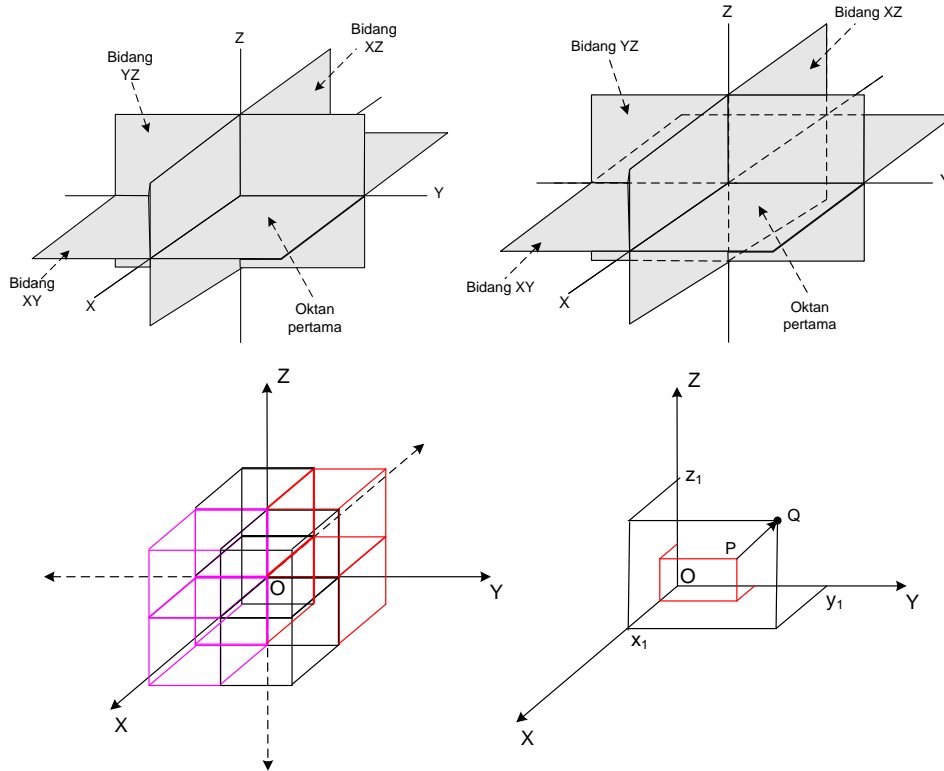 Bidang
YZ
Z
Bidang
XZ
Y
Bidang
XY
X
Oktan
pertama
Bidang YZ
Z
Bidang XZ
Y
Bidang XY
X
Oktan
pertama
Z
O
Y
X
Z
z1
Q
P
O
y1
Y
x1
X